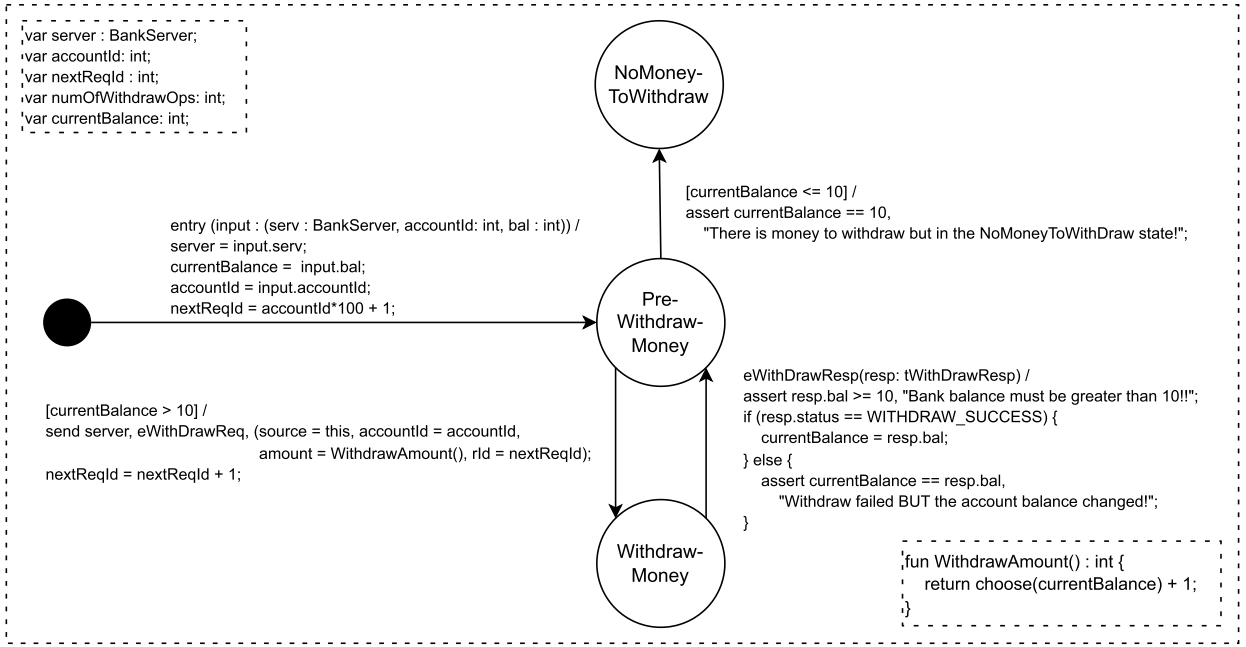 var server : BankServer;
var accountId: int;
var nextReqId : int;
var numOfWithdrawOps: int;
var currentBalance: int;
NoMoney-
ToWithdraw
[currentBalance <= 10] /
assert currentBalance == 10,
"There is money to withdraw but in the NoMoneyToWithDraw state!";
entry (input : (serv : BankServer, accountId: int, bal : int)) /
server = input.serv;
currentBalance =  input.bal;
accountId = input.accountId;
nextReqId = accountId*100 + 1;
Pre-
Withdraw-
Money
[currentBalance > 10] /
send server, eWithDrawReq, (source = this, accountId = accountId,
amount = WithdrawAmount(), rId = nextReqId);
nextReqId = nextReqId + 1;
eWithDrawResp(resp: tWithDrawResp) /
assert resp.bal >= 10, "Bank balance must be greater than 10!!";
if (resp.status == WITHDRAW_SUCCESS) {
currentBalance = resp.bal;
} else {
assert currentBalance == resp.bal,
"Withdraw failed BUT the account balance changed!";
}
Withdraw-
Money
fun WithdrawAmount() : int {
return choose(currentBalance) + 1;
}